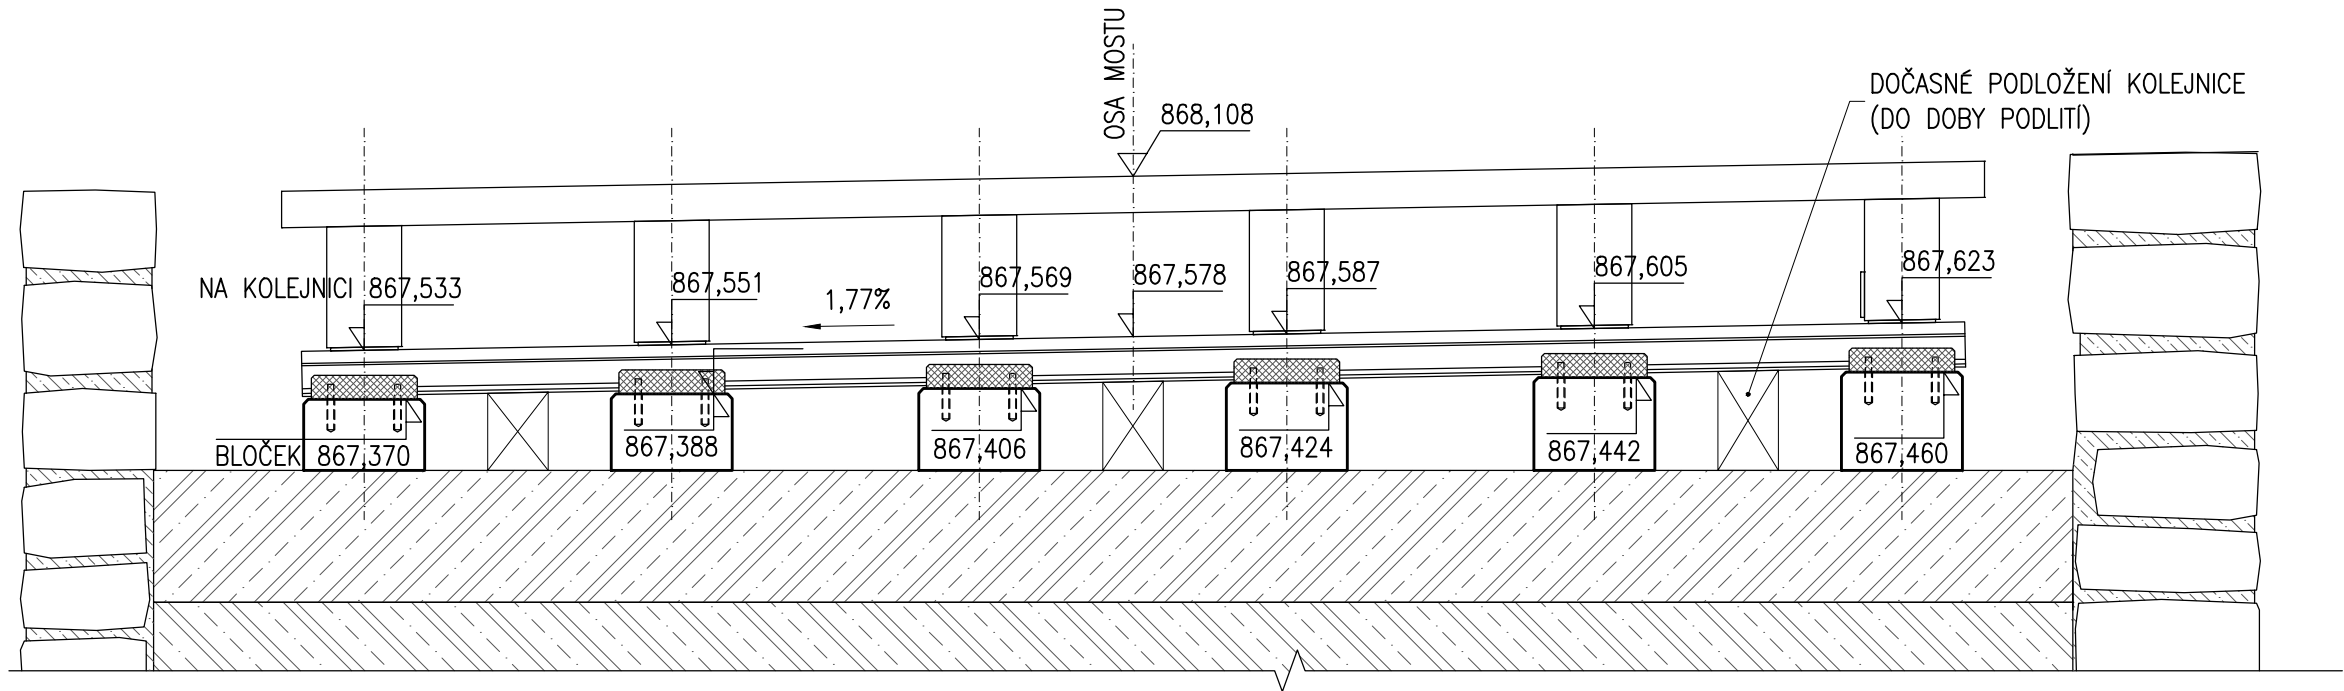 OSA MOSTU
868,108
DOČASNÉ PODLOŽENÍ KOLEJNICE
(DO DOBY PODLITÍ)
NA KOLEJNICI 867,533
867,551
1,77%
867,569
867,578
867,587
867,605
867,623
BLOČEK 867,370
867,388
867,406
867,424
867,442
867,460